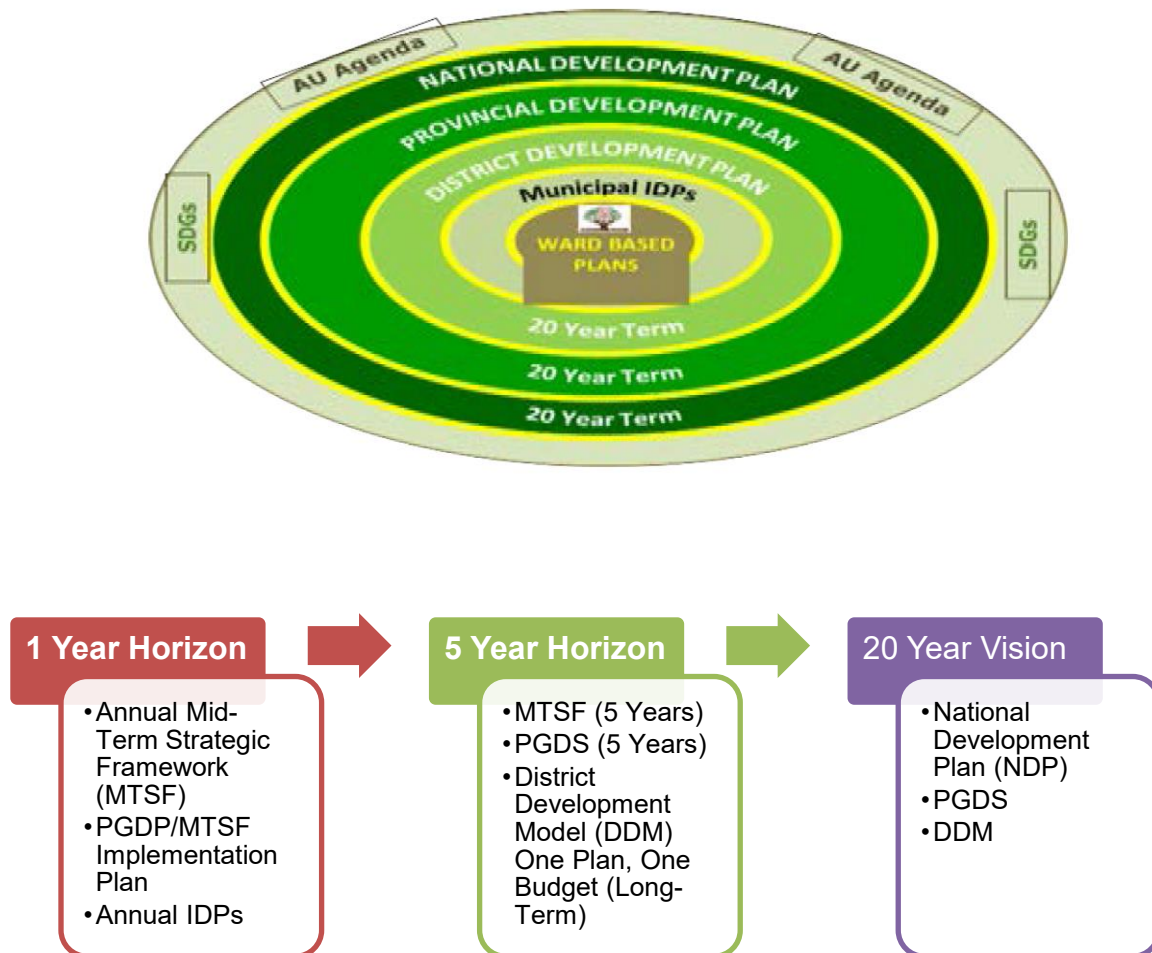 AU Agenda
AU Agenda
NATIONAL DEVELOPMENT PLAN
PROVINCIAL DEVELOPMENT PLAN
DISTRICT DEVELOPMENT PLAN
Municipal IDPs
SDGs
SDGs
WARD BASED
PLANS
20 Year Term
20 Year Term
20 Year Term
1 Year Horizon
•Annual Mid-
Term Strategic
Framework
(MTSF)
•PGDP/MTSF
Implementation
Plan
•Annual IDPs
5 Year Horizon
•MTSF (5 Years)
•PGDS (5 Years)
•District
Development
Model (DDM)
One Plan, One
Budget (Long-
Term)
20 Year Vision
•National
Development
Plan (NDP)
•PGDS
•DDM